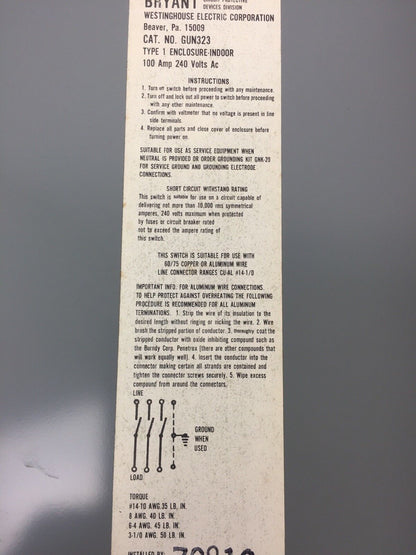 BRYANT CIRCUIT PROTECTIVE
DEVICES DIVISION
WESTINGHOUSE ELECTRIC CORPORATION
Beaver, Pa. 15009
CAT. NO. GUN323
TYPE 1 ENCLOSURE-INDOOR
100 Amp 240 Volts Ac
INSTRUCTIONS
1. Turn off switch before proceeding with any maintenance.
2. Turn off and lock out all power to switch before proceeding
with any other maintenance.
3. Confirm with voltmeter that no voltage is present in line
side terminals.
4. Replace all parts and close cover of enclosure before
turning power on.
SUITABLE FOR USE AS SERVICE EQUIPMENT WHEN
NEUTRAL IS PROVIDED OR ORDER GROUNDING KIT GNK-20
FOR SERVICE GROUND AND GROUNDING ELECTRODE
CONNECTIONS.
SHORT CIRCUIT WITHSTAND RATING
This switch is suitable for use on a circuit capable of
delivering not more than 10,000 rms symmetrical
amperes, 240 volts maximum when protected
by fuses or circuit breaker rated
not to exceed the ampere rating of
this switch.
THIS SWITCH IS SUITABLE FOR USE WITH
60/75 COPPER OR ALUMINUM WIRE
LINE CONNECTOR RANGES CU-AL #14-1/0
IMPORTANT INFO. FOR ALUMINUM WIRE CONNECTIONS
TO HELP PROTECT AGAINST OVERHEATING THE FOLLOWING
PROCEDURE IS RECOMMENDED FOR ALL ALUMINUM
TERMINATIONS. 1. Strip the wire of its insulation to the
desired length without ringing or nicking the wire. 2. Wire
brush the stripped portion of conductor. 3. thoroughly coat the
stripped conductor with oxide inhibiting compound such as
the Burndy Corp. Penetrox (there are other compounds that
will work equally well). 4. Insert the conductor into the
connector making certain all strands are contained and
tighten the connector screws securely. 5. Wipe excess
compound from around the connectors.
LINE
GROUND
WHEN
USED
LOAD
TORQUE
#14-10 AWG.35 LB. IN.
8 AWG. 40 LB. IN.
6-4 AWG. 45 LB. IN.
3-1/0 AWG. 50 LB. IN.
INSTALLED BY: